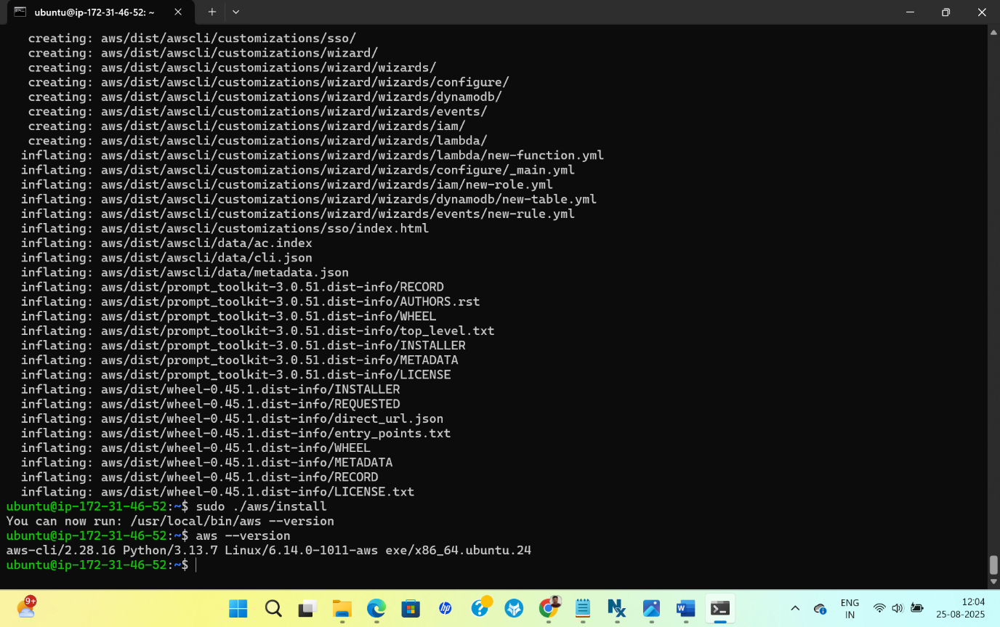 ubuntu@ip-172-31-46-52: ~
creating: aws/dist/awscli/customizations/sso/
creating: aws/dist/awscli/customizations/wizard/
creating: aws/dist/awscli/customizations/wizard/wizards/
creating: aws/dist/awscli/customizations/wizard/wizards/configure/
creating: aws/dist/awscli/customizations/wizard/wizards/dynamodb/
creating: aws/dist/awscli/customizations/wizard/wizards/events/
creating: aws/dist/awscli/customizations/wizard/wizards/iam/
creating: aws/dist/awscli/customizations/wizard/wizards/lambda/
inflating: aws/dist/awscli/customizations/wizard/wizards/lambda/new-function.yml
inflating: aws/dist/awscli/customizations/wizard/wizards/configure/_main.yml
inflating: aws/dist/awscli/customizations/wizard/wizards/iam/new-role.yml
inflating: aws/dist/awscli/customizations/wizard/wizards/dynamodb/new-table.yml
inflating: aws/dist/awscli/customizations/wizard/wizards/events/new-rule.yml
inflating: aws/dist/awscli/customizations/sso/index.html
inflating: aws/dist/awscli/data/ac.index
inflating: aws/dist/awscli/data/cli.json
inflating: aws/dist/awscli/data/metadata.json
inflating: aws/dist/prompt_toolkit-3.0.51.dist-info/RECORD
inflating: aws/dist/prompt_toolkit-3.0.51.dist-info/AUTHORS.rst
inflating: aws/dist/prompt_toolkit-3.0.51.dist-info/WHEEL
inflating: aws/dist/prompt_toolkit-3.0.51.dist-info/top_level.txt
inflating: aws/dist/prompt_toolkit-3.0.51.dist-info/INSTALLER
inflating: aws/dist/prompt_toolkit-3.0.51.dist-info/METADATA
inflating: aws/dist/prompt_toolkit-3.0.51.dist-info/LICENSE
inflating: aws/dist/wheel-0.45.1.dist-info/INSTALLER
inflating: aws/dist/wheel-0.45.1.dist-info/REQUESTED
inflating: aws/dist/wheel-0.45.1.dist-info/direct_url.json
inflating: aws/dist/wheel-0.45.1.dist-info/entry_points.txt
inflating: aws/dist/wheel-0.45.1.dist-info/WHEEL
inflating: aws/dist/wheel-0.45.1.dist-info/METADATA
inflating: aws/dist/wheel-0.45.1.dist-info/RECORD
inflating: aws/dist/wheel-0.45.1.dist-info/LICENSE.txt
ubuntu@ip-172-31-46-52:~$ sudo ./aws/install
You can now run: /usr/local/bin/aws --version
ubuntu@ip-172-31-46-52:~$ aws --version
aws-cli/2.28.16 Python/3.13.7 Linux/6.14.0-1011-aws exe/x86_64.ubuntu.24
ubuntu@ip-172-31-46-52:~$
9+
hp
ENG
IN
12:04
25-08-2025